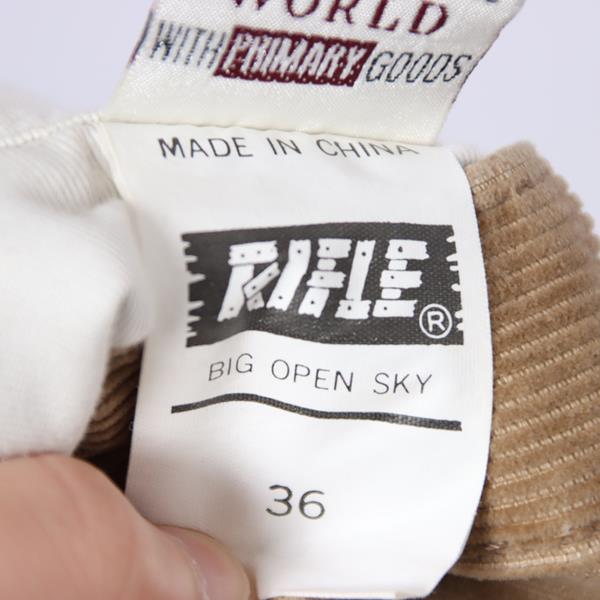 WORLD
WITH PRIMARY GOODS
MADE IN CHINA
RIFLE ®
BIG OPEN SKY
36